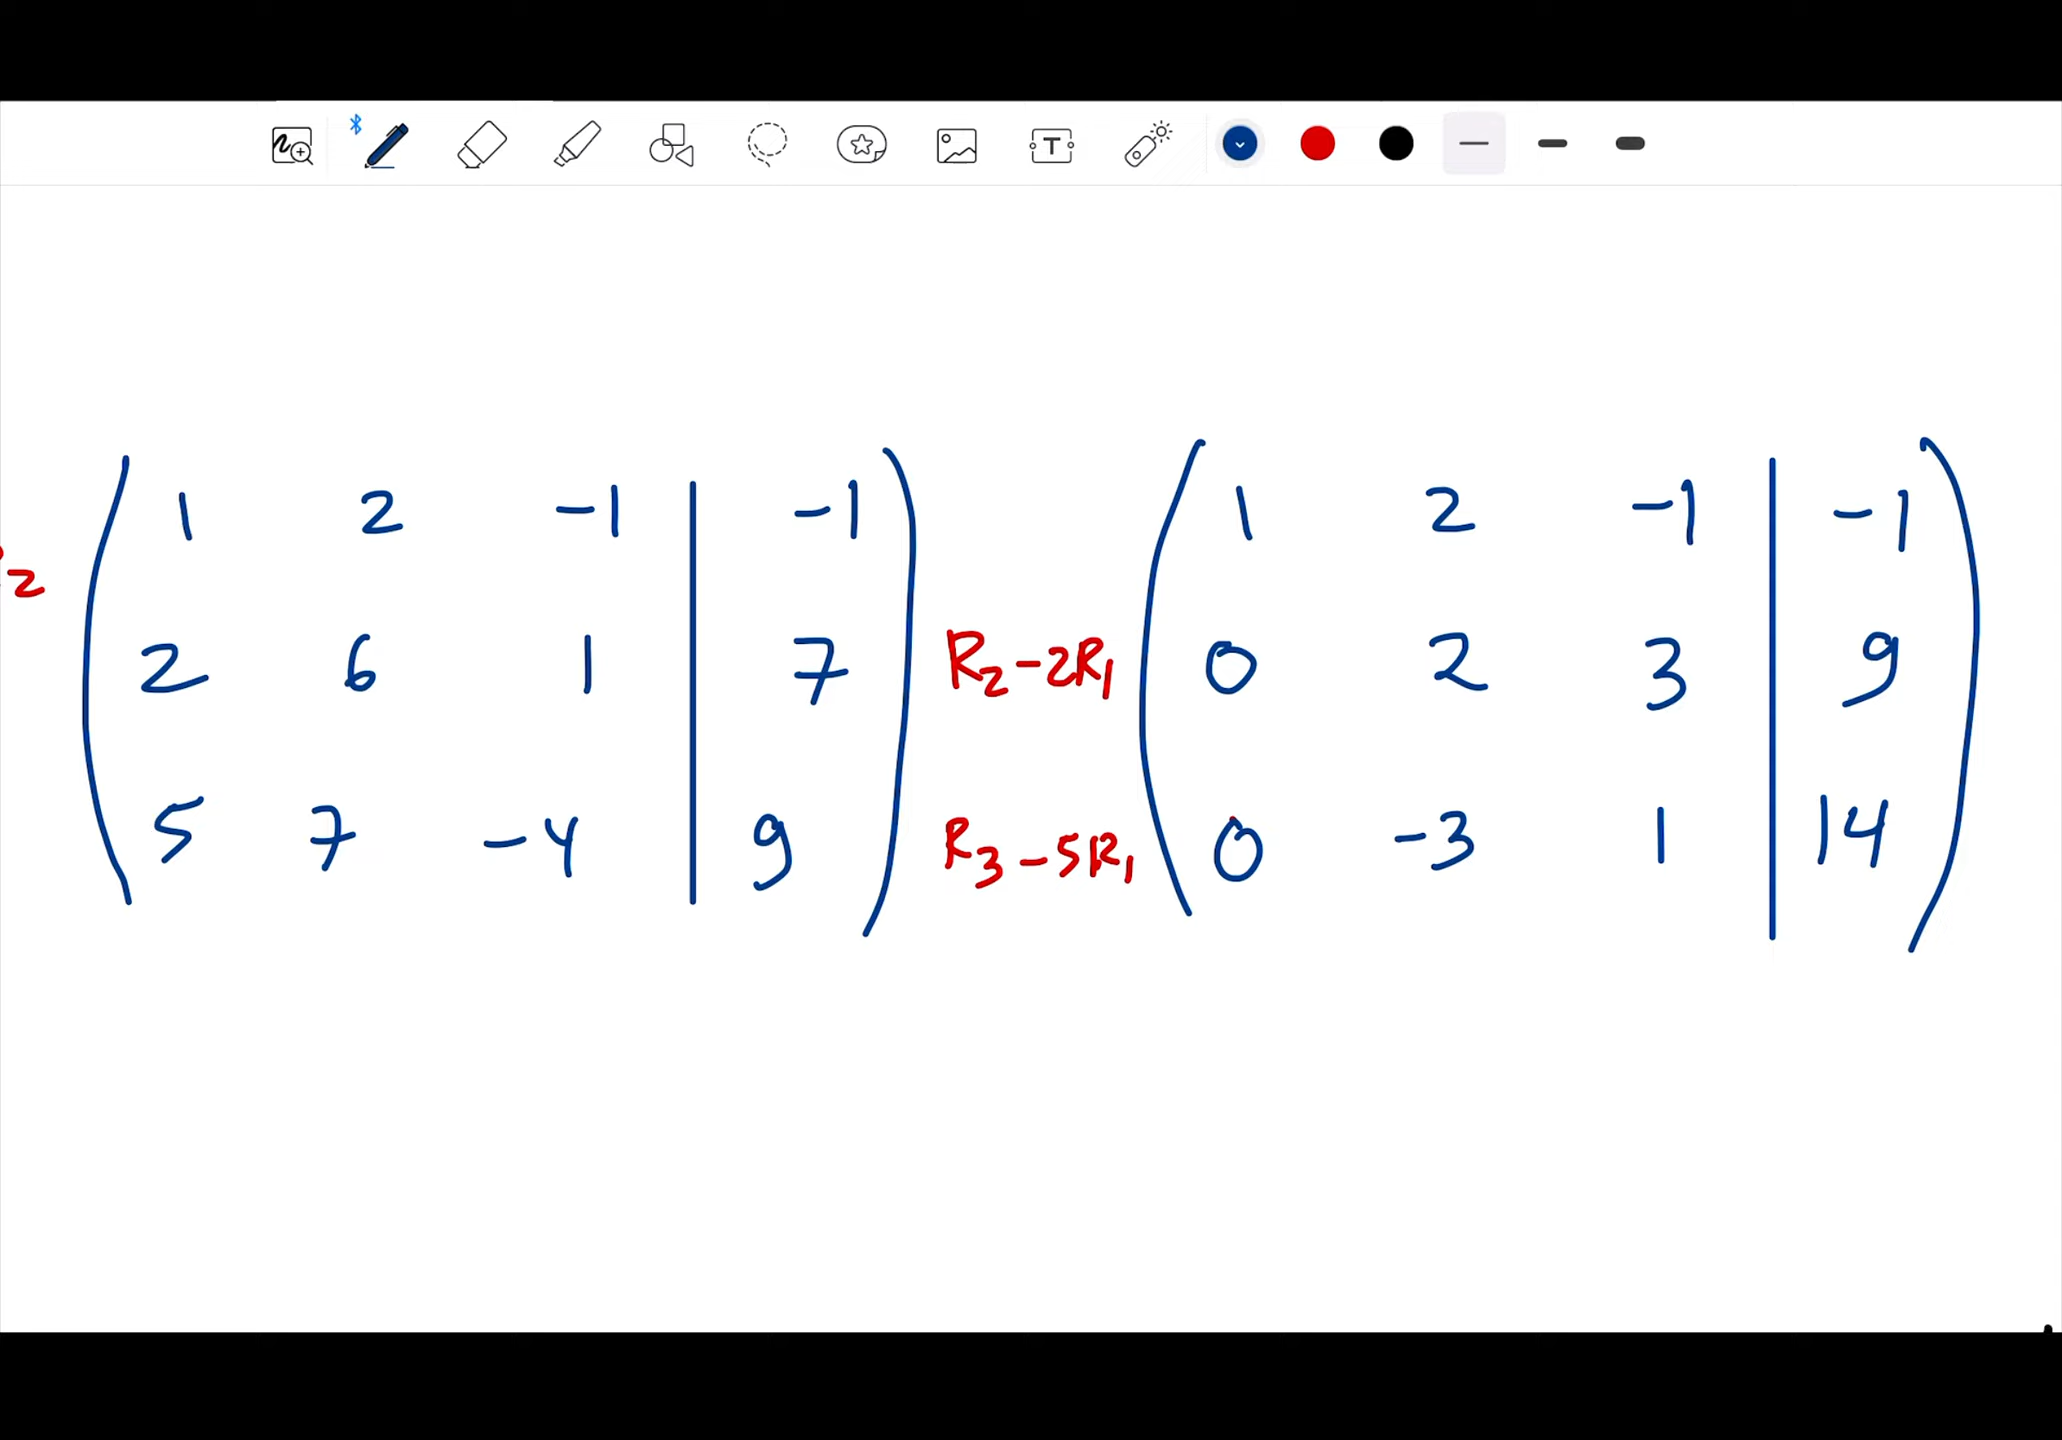 T
1 2 -1 | -1 1 2 -1 | -1
2 2 6 1 | 7 R₂-2R₁ 0 2 3 | 9
5 7 -4 | 9 R₃-5R₁ 0 -3 1 | 14